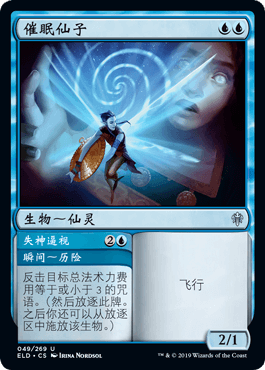 催眠仙子
生物～仙灵
失神逼视 2
瞬间～历险
反击目标总法术力费
用等于或小于 3 的咒
语。（然后放逐此牌。
之后你还可以从放逐
区中施放该生物。）
飞行
2/1
049/269 U
ELD • CS IRINA NORDSOL
™ & © 2019 Wizards of the Coast